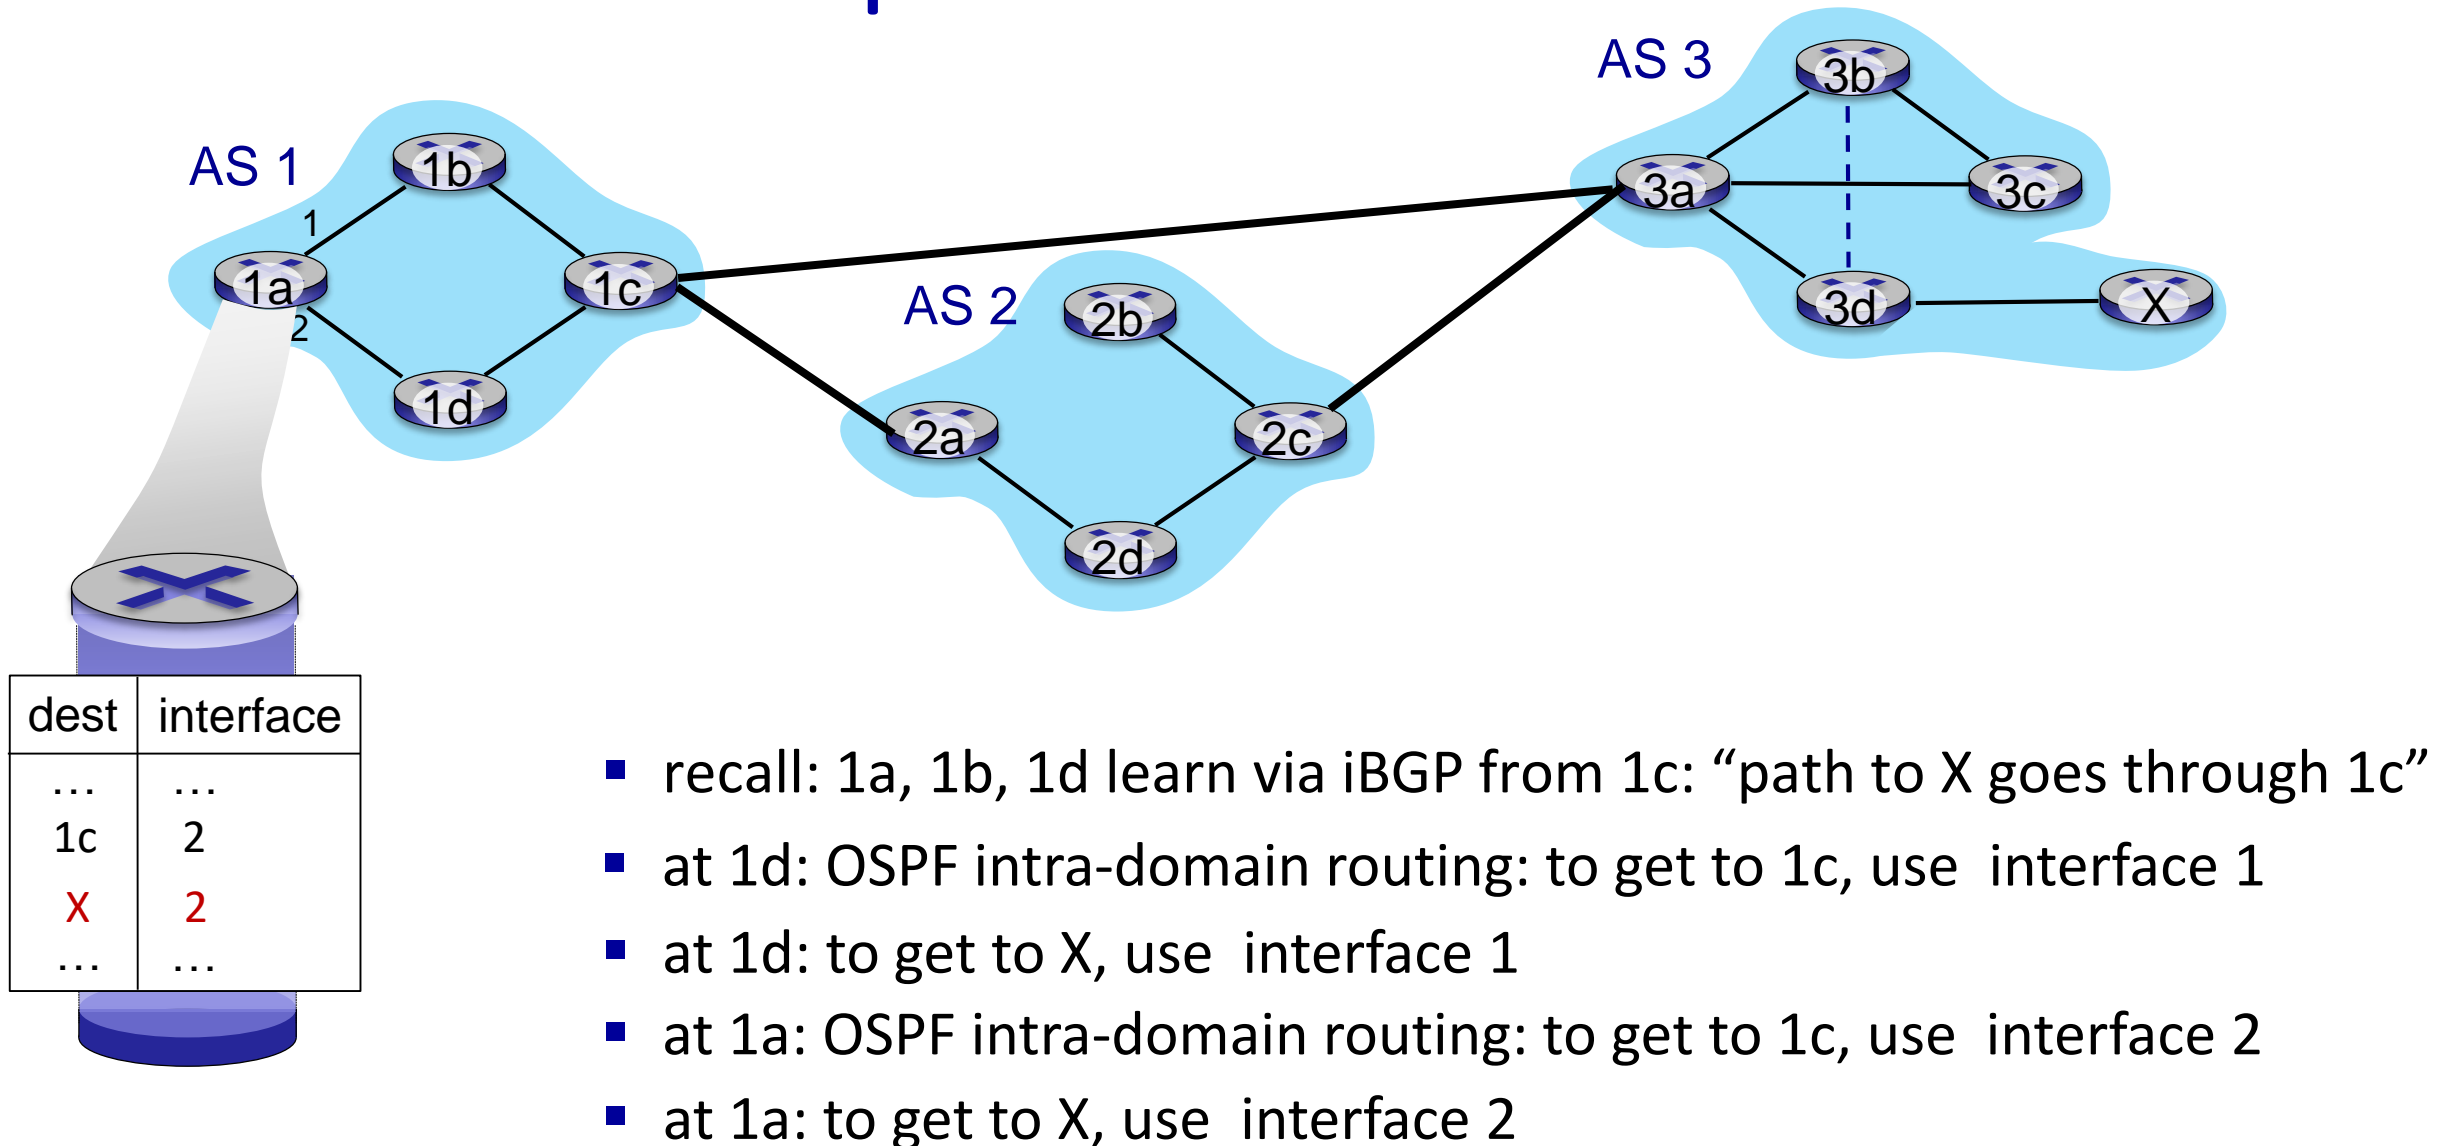 AS 3
3b
AS 1
1b
3a
3c
1
1a
1c
AS 2
2b
3d
X
2
1d
2a
2c
2d
dest interface
… …
1c 2
X 2
… …
recall: 1a, 1b, 1d learn via iBGP from 1c: “path to X goes through 1c”
at 1d: OSPF intra-domain routing: to get to 1c, use interface 1
at 1d: to get to X, use interface 1
at 1a: OSPF intra-domain routing: to get to 1c, use interface 2
at 1a: to get to X, use interface 2